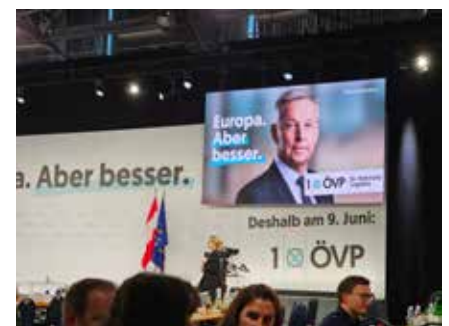 Europa.
Aber
besser.
1 ÖVP
a. Aber besser.
Deshalb am 9. Juni:
1 ⊗ ÖVP